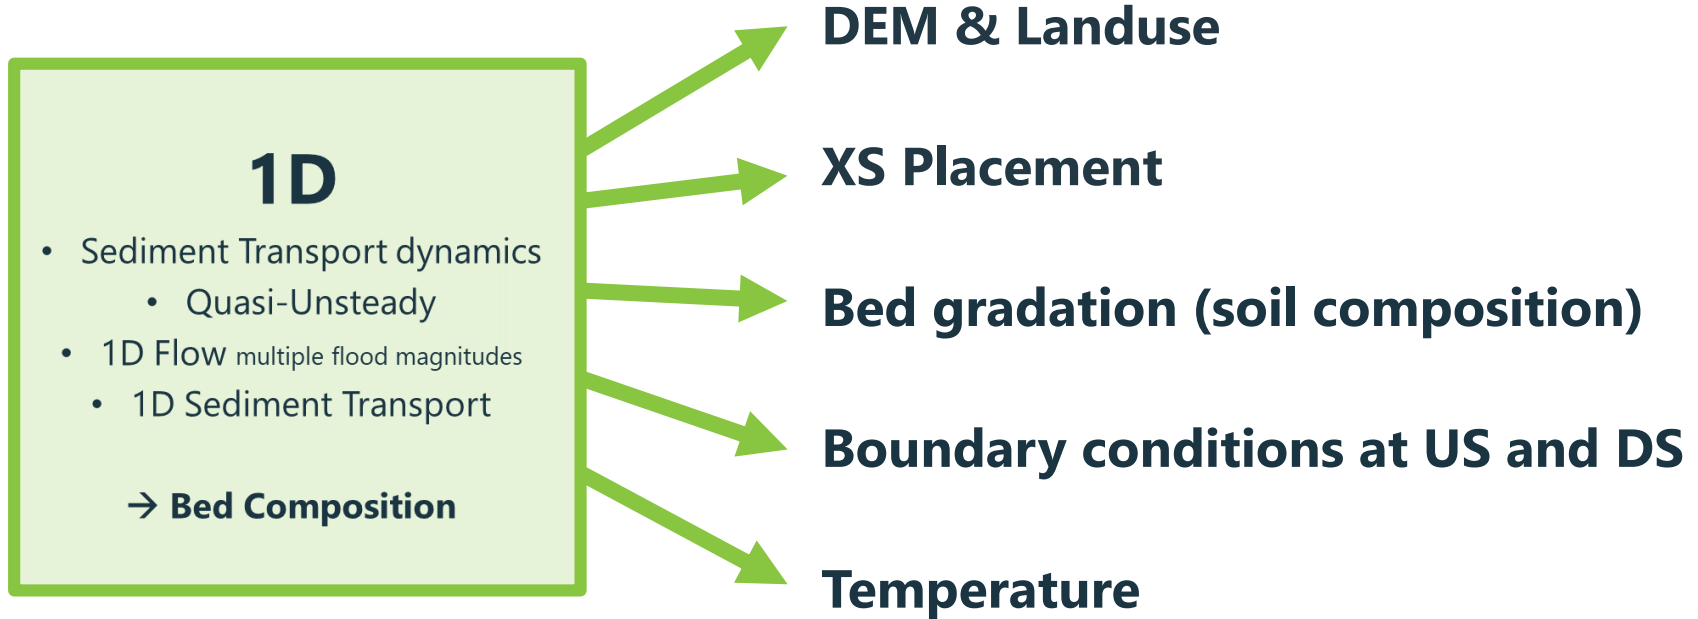 1D
• Sediment Transport dynamics
• Quasi-Unsteady
• 1D Flow multiple flood magnitudes
• 1D Sediment Transport
→ Bed Composition
DEM & Landuse
XS Placement
Bed gradation (soil composition)
Boundary conditions at US and DS
Temperature